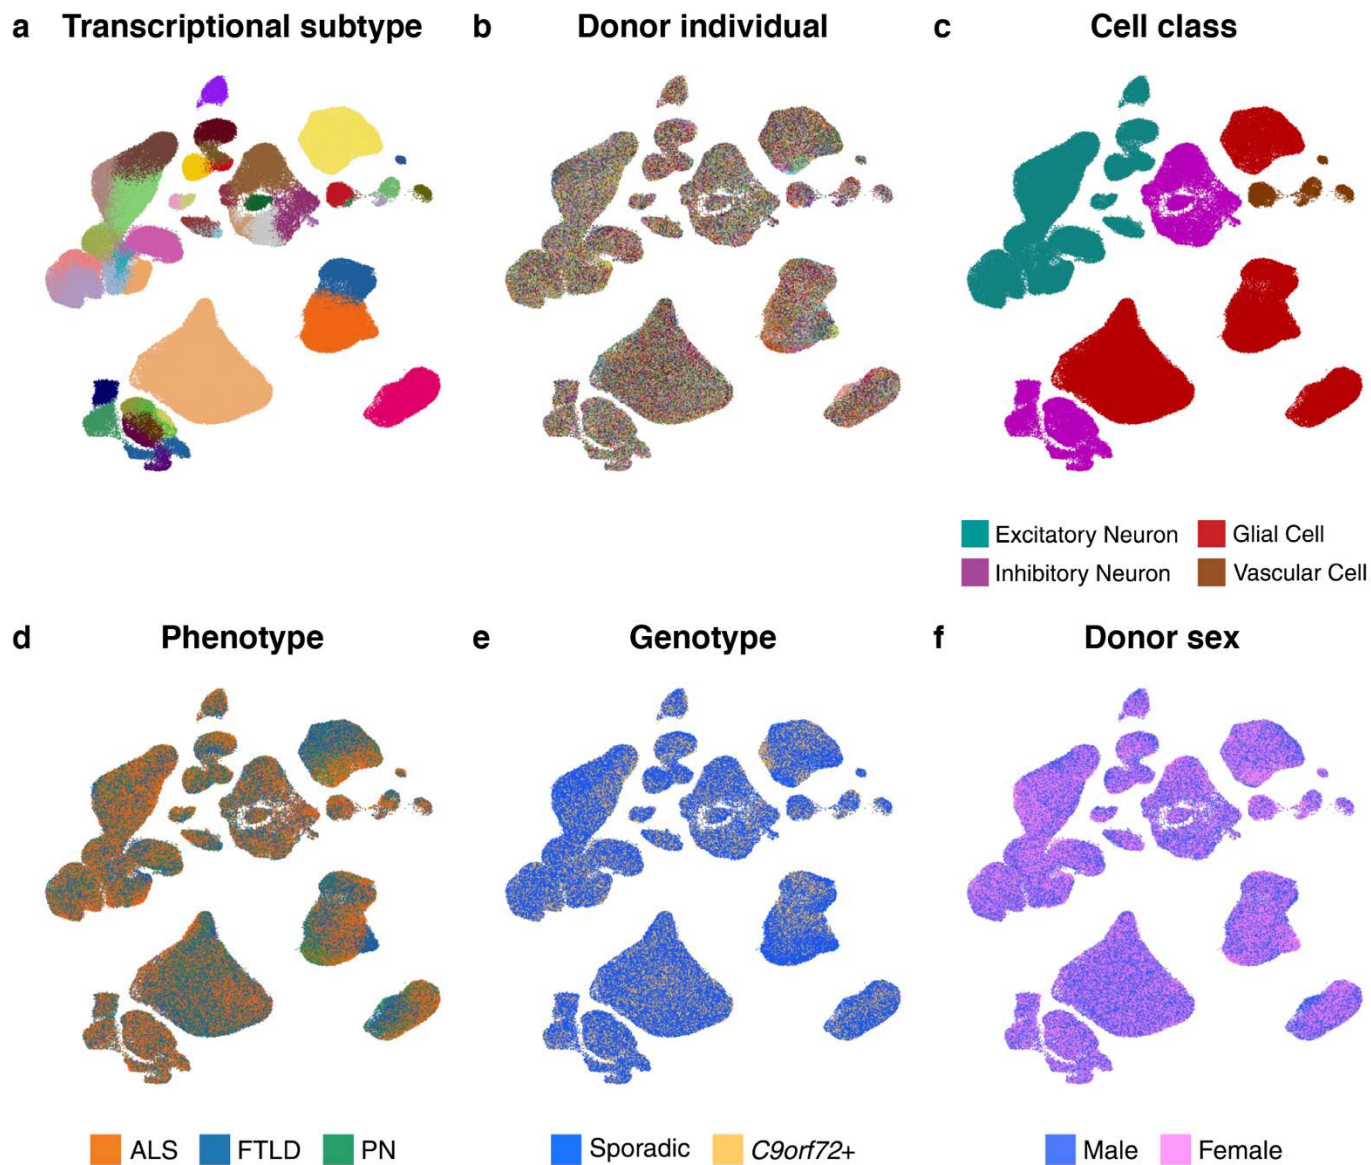 a Transcriptional subtype b Donor individual c Cell class
Excitatory Neuron Glial Cell
Inhibitory Neuron Vascular Cell
d Phenotype e Genotype f Donor sex
ALS FTLD PN Sporadic C9orf72+ Male Female